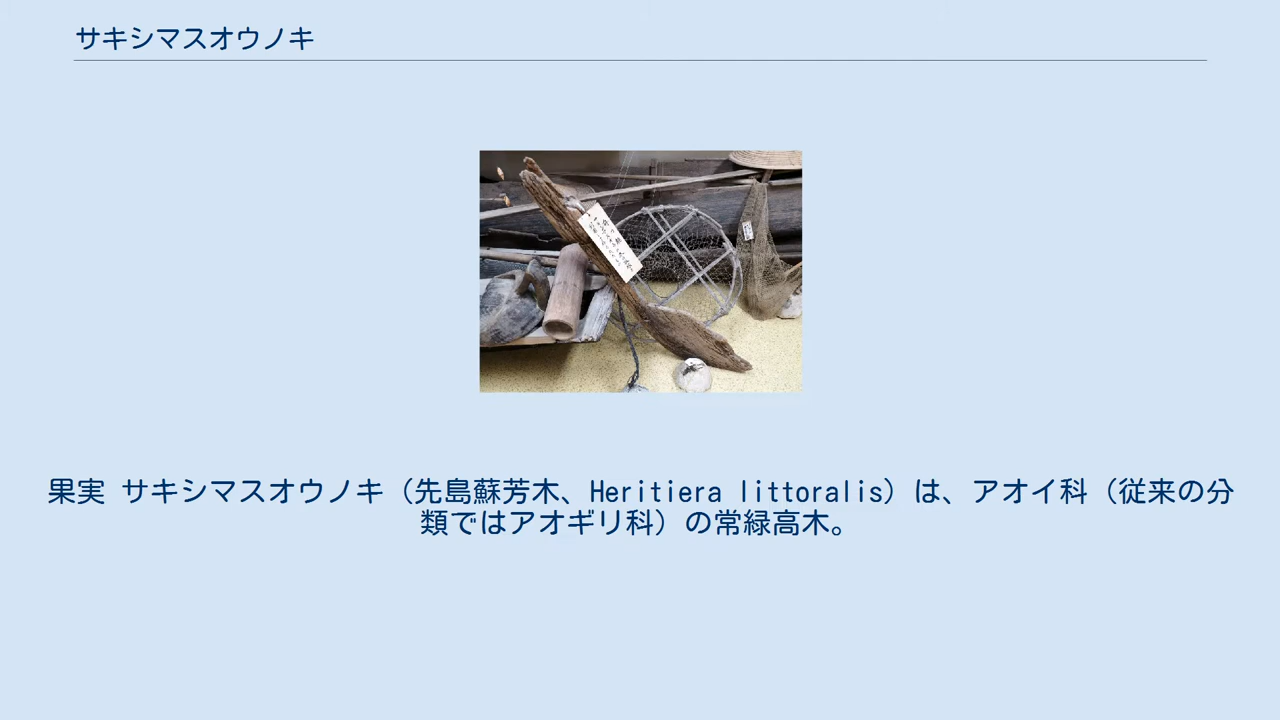 サキシマスオウノキ
果実 サキシマスオウノキ（先島蘇芳木、Heritiera littoralis）は、アオイ科（従来の分
類ではアオギリ科）の常緑高木。